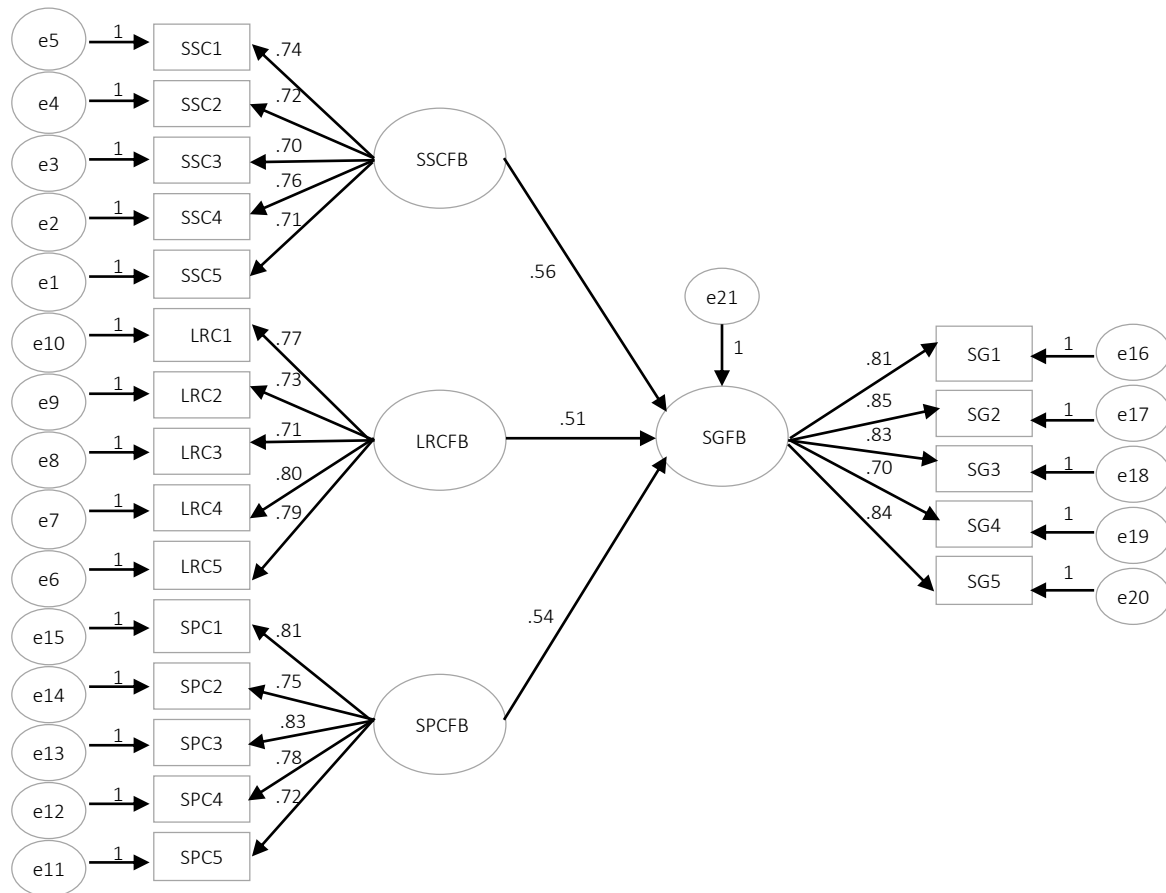 e5 1 SSC1 .74
e4 1 SSC2 .72
e3 1 SSC3 .70
e2 1 SSC4 .76
e1 1 SSC5 .71
SSCFB
.56
e10 1 LRC1 .77
e9 1 LRC2 .73
e8 1 LRC3 .71
e7 1 LRC4 .80
e6 1 LRC5 .79
LRCFB
.51
e15 1 SPC1 .81
e14 1 SPC2 .75
e13 1 SPC3 .83
e12 1 SPC4 .78
e11 1 SPC5 .72
SPCFB
.54
e21
1
SGFB
.81 SG1 1 e16
.85 SG2 1 e17
.83 SG3 1 e18
.70 SG4 1 e19
.84 SG5 1 e20